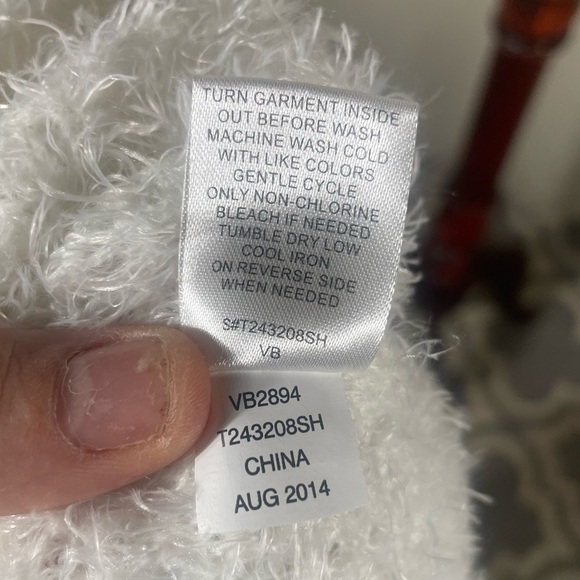 TURN GARMENT INSIDE
OUT BEFORE WASH
MACHINE WASH COLD
WITH LIKE COLORS
GENTLE CYCLE
ONLY NON-CHLORINE
BLEACH IF NEEDED
TUMBLE DRY LOW
COOL IRON
ON REVERSE SIDE
WHEN NEEDED
S#T243208SH
VB
VB2894
T243208SH
CHINA
AUG 2014